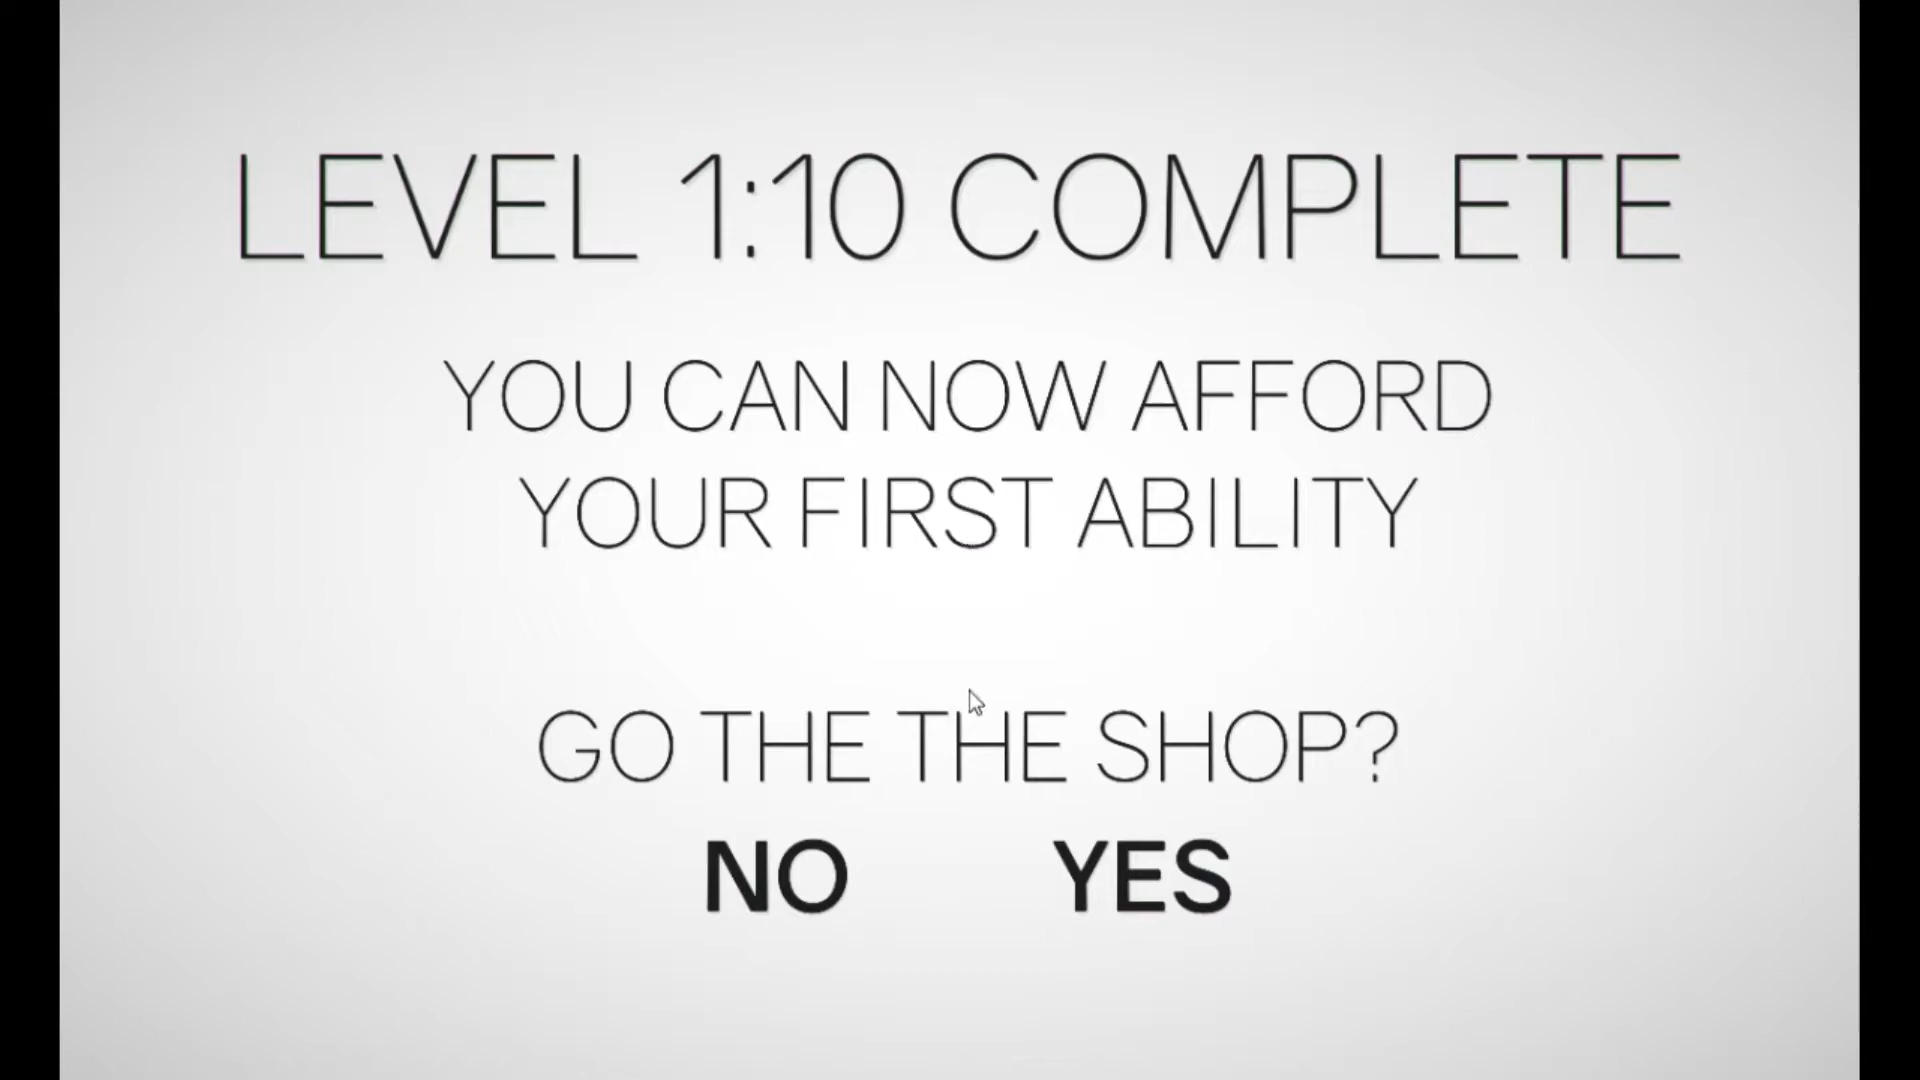 LEVEL 1:10 COMPLETE
YOU CAN NOW AFFORD
YOUR FIRST ABILITY
GO THE THE SHOP?
NO YES